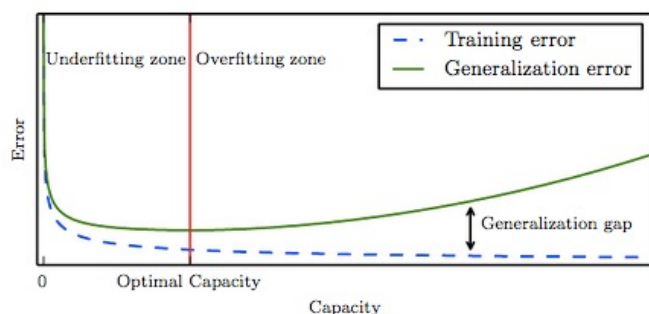 Underfitting zone
Overfitting zone
Training error
Generalization error
Error
Generalization gap
0
Optimal Capacity
Capacity